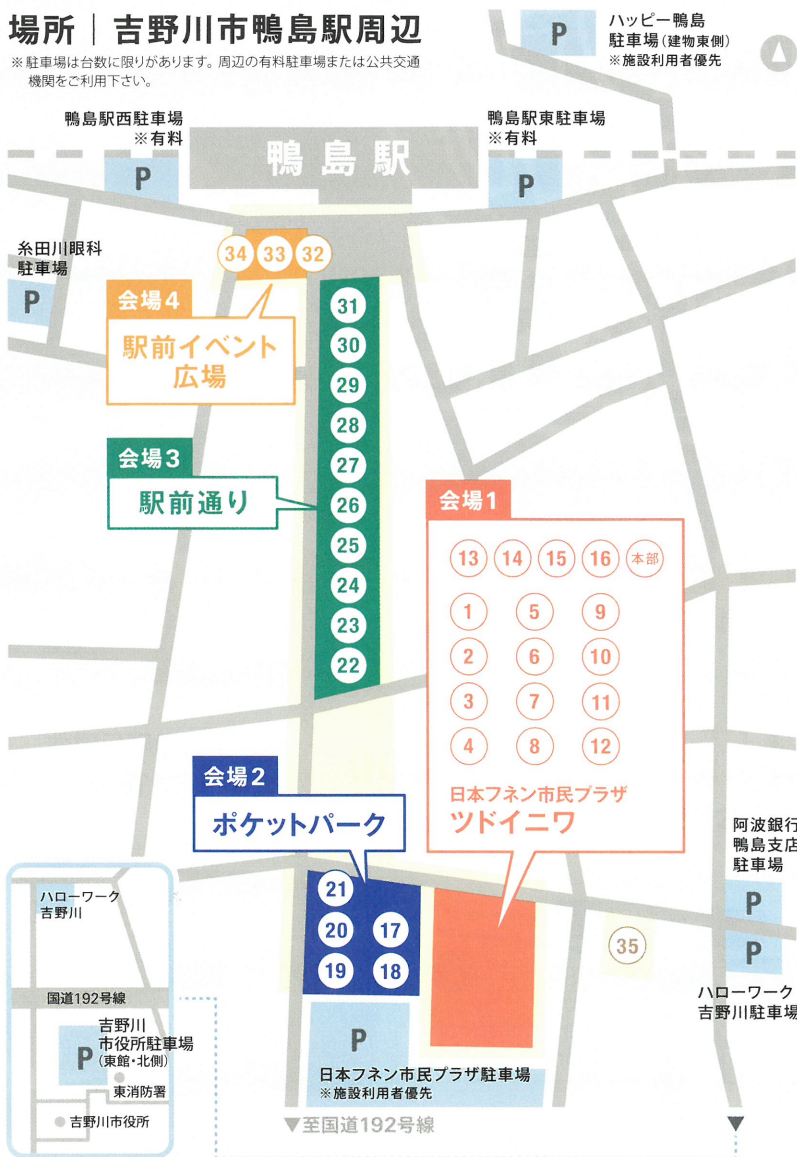 場所｜吉野川市鴨島駅周辺
※駐車場は台数に限りがあります。周辺の有料駐車場または公共交通
機関をご利用下さい。
P
ハッピー鴨島
駐車場(建物東側)
※施設利用者優先
鴨島駅西駐車場
※有料
P
鴨島駅
鴨島駅東駐車場
※有料
P
糸田川眼科
駐車場
P
34 33 32
会場4
駅前イベント
広場
31
30
29
28
27
26
25
24
23
22
会場3
駅前通り
会場1
13 14 15 16 本部
1 5 9
2 6 10
3 7 11
4 8 12
日本フネン市民プラザ
ツドイニワ
会場2
ポケットパーク
21
20 17
19 18
35
阿波銀行
鴨島支店
駐車場
P
P
ハローワーク
吉野川駐車場
P
日本フネン市民プラザ駐車場
※施設利用者優先
▼至国道192号線
▼
ハローワーク
吉野川
国道192号線
吉野川
市役所駐車場
(東館・北側)
P
東消防署
吉野川市役所